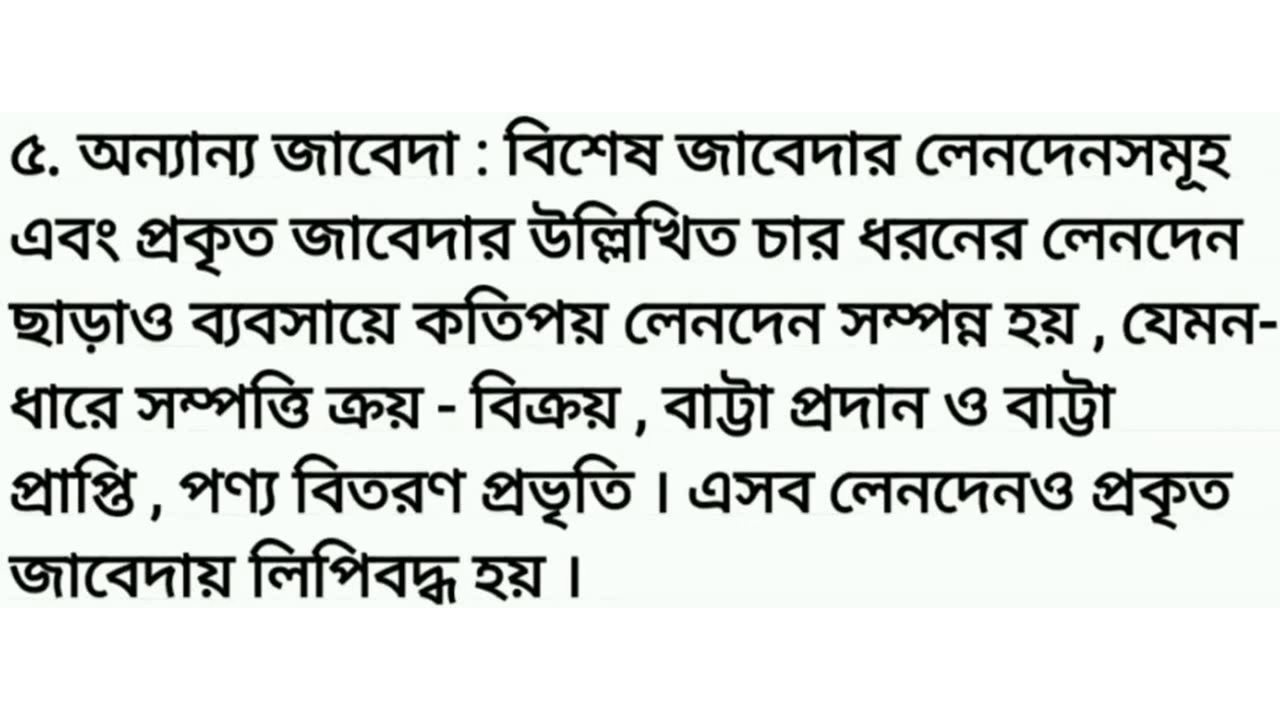 ৫. অন্যান্য জাবেদা : বিশেষ জাবেদার লেনদেনসমূহ
এবং প্রকৃত জাবেদার উল্লিখিত চার ধরনের লেনদেন
ছাড়াও ব্যবসায়ে কতিপয় লেনদেন সম্পন্ন হয় , যেমন-
ধারে সম্পত্তি ক্রয় - বিক্রয় , বাট্টা প্রদান ও বাট্টা
প্রাপ্তি , পণ্য বিতরণ প্রভৃতি । এসব লেনদেনও প্রকৃত
জাবেদায় লিপিবদ্ধ হয় ।